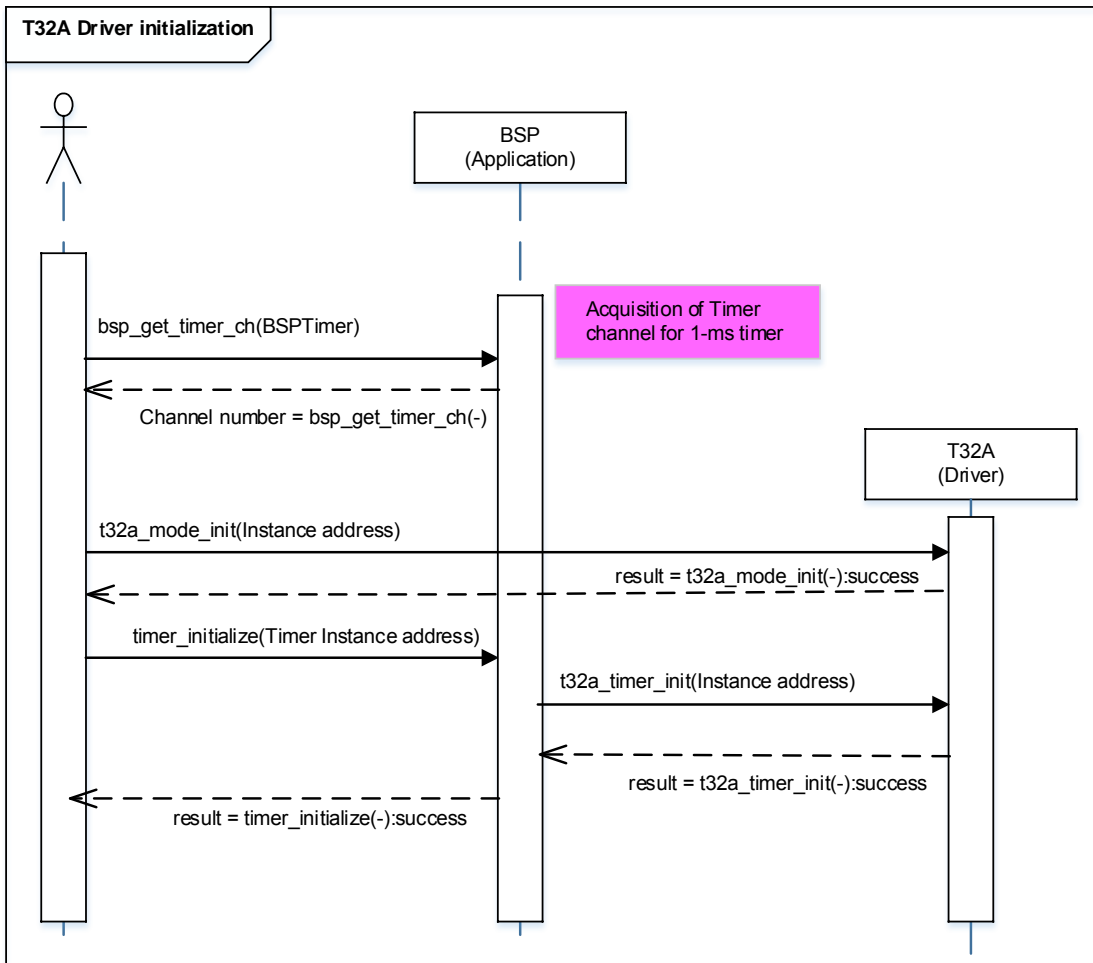 T32A Driver initialization
BSP
(Application)
Acquisition of Timer
channel for 1-ms timer
bsp_get_timer_ch(BSPTimer)
Channel number = bsp_get_timer_ch(-)
T32A
(Driver)
t32a_mode_init(Instance address)
result = t32a_mode_init(-):success
timer_initialize(Timer Instance address)
t32a_timer_init(Instance address)
result = t32a_timer_init(-):success
result = timer_initialize(-):success